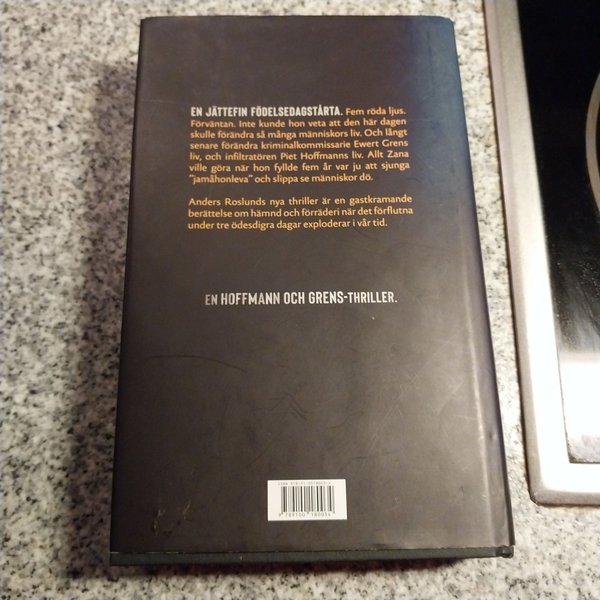 EN JÄTTEFIN FÖDELSEDAGSTÅRTA. Fem röda ljus.
Förväntan. Inte kunde hon veta att den här dagen
skulle förändra så många människors liv. Och långt
senare förändra kriminalkommissarie Ewert Grens
liv, och infiltratören Piet Hoffmanns liv. Allt Zana
ville göra när hon fyllde fem år var ju att sjunga
"jamåhonleva" och slippa se människor dö.
Anders Roslunds nya thriller är en gastkramande
berättelse om hämnd och förräderi när det förflutna
under tre ödesdigra dagar exploderar i vår tid.
EN HOFFMANN OCH GRENS-THRILLER.
9 789100 180034